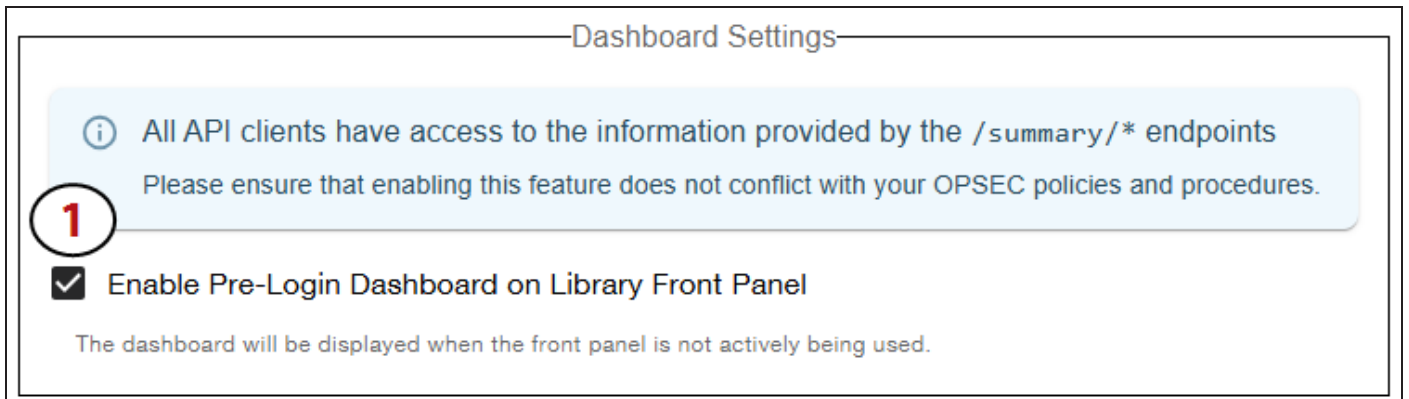 Dashboard Settings
All API clients have access to the information provided by the /summary/* endpoints
Please ensure that enabling this feature does not conflict with your OPSEC policies and procedures.
1
Enable Pre-Login Dashboard on Library Front Panel
The dashboard will be displayed when the front panel is not actively being used.